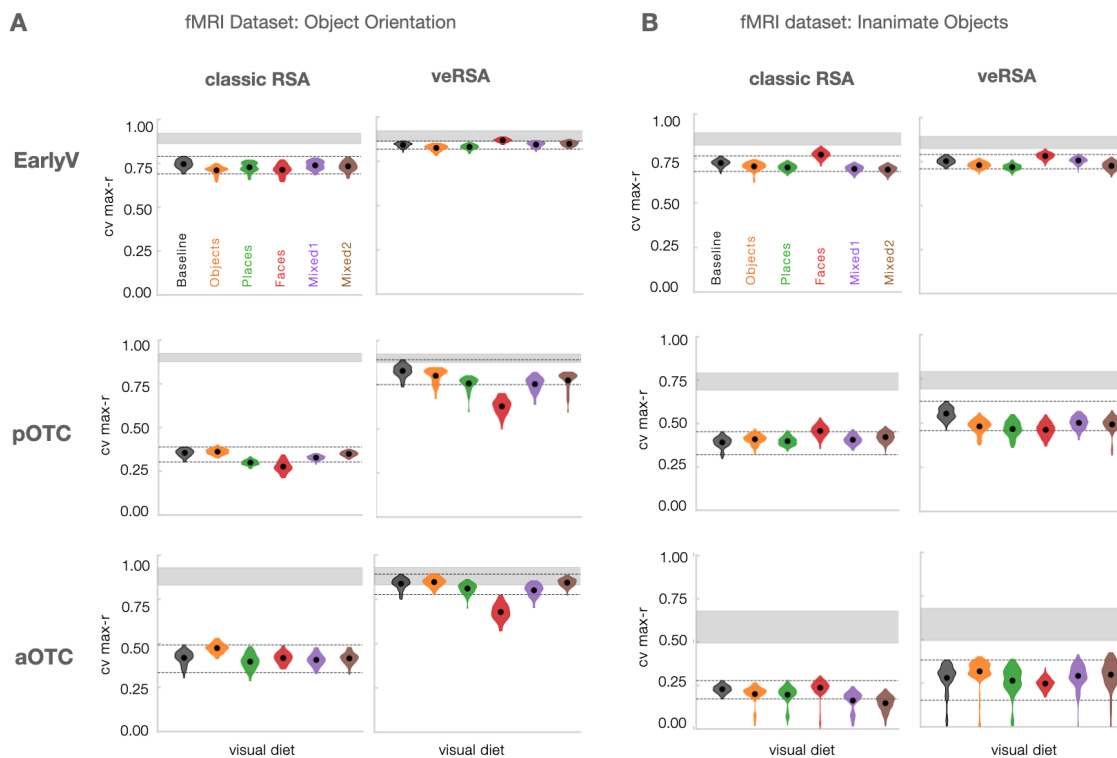 A
fMRI Dataset: Object Orientation
classic RSA
veRSA
EarlyV
cv max-r
1.00
0.75
0.50
0.25
0.00
Baseline
Objects
Places
Faces
Mixed1
Mixed2
pOTC
cv max-r
1.00
0.75
0.50
0.25
0.00
aOTC
cv max-r
1.00
0.75
0.50
0.25
0.00
visual diet
visual diet
B
fMRI dataset: Inanimate Objects
classic RSA
veRSA
cv max-r
1.00
0.75
0.50
0.25
0.00
Baseline
Objects
Places
Faces
Mixed1
Mixed2
cv max-r
1.00
0.75
0.50
0.25
0.00
cv max-r
1.00
0.75
0.50
0.25
0.00
visual diet
visual diet